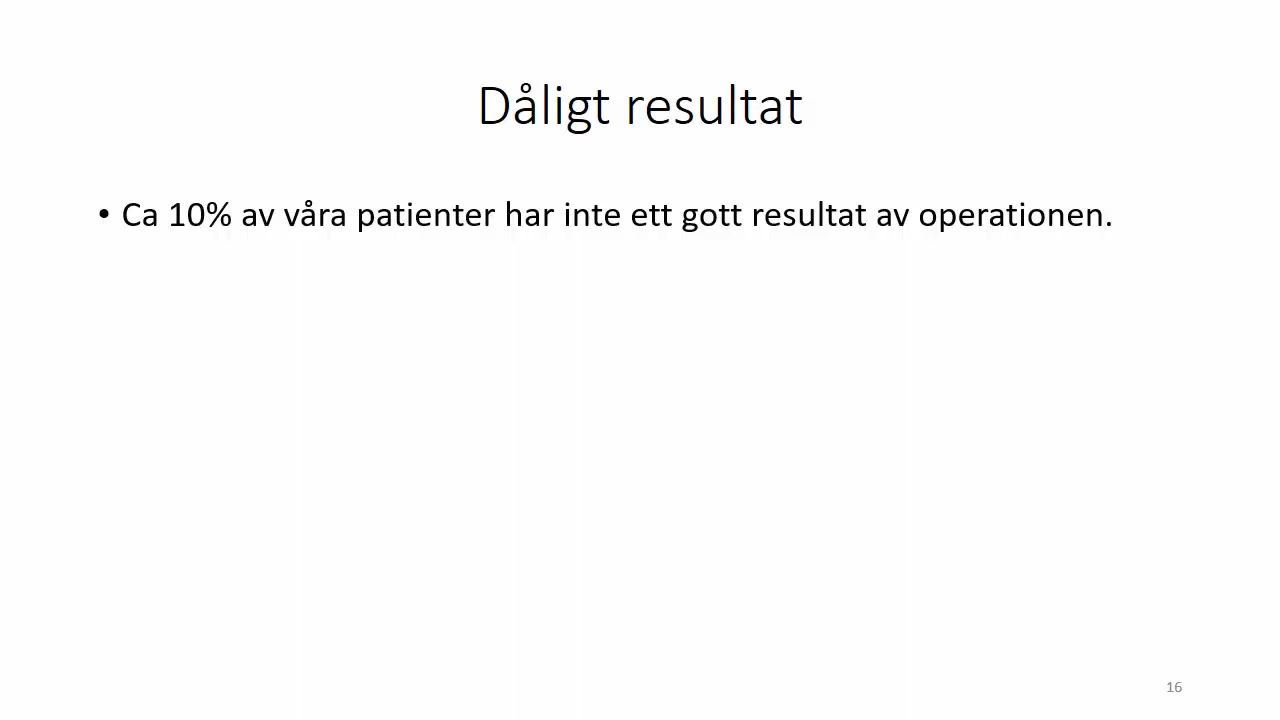 Dåligt resultat
• Ca 10% av våra patienter har inte ett gott resultat av operationen.
16